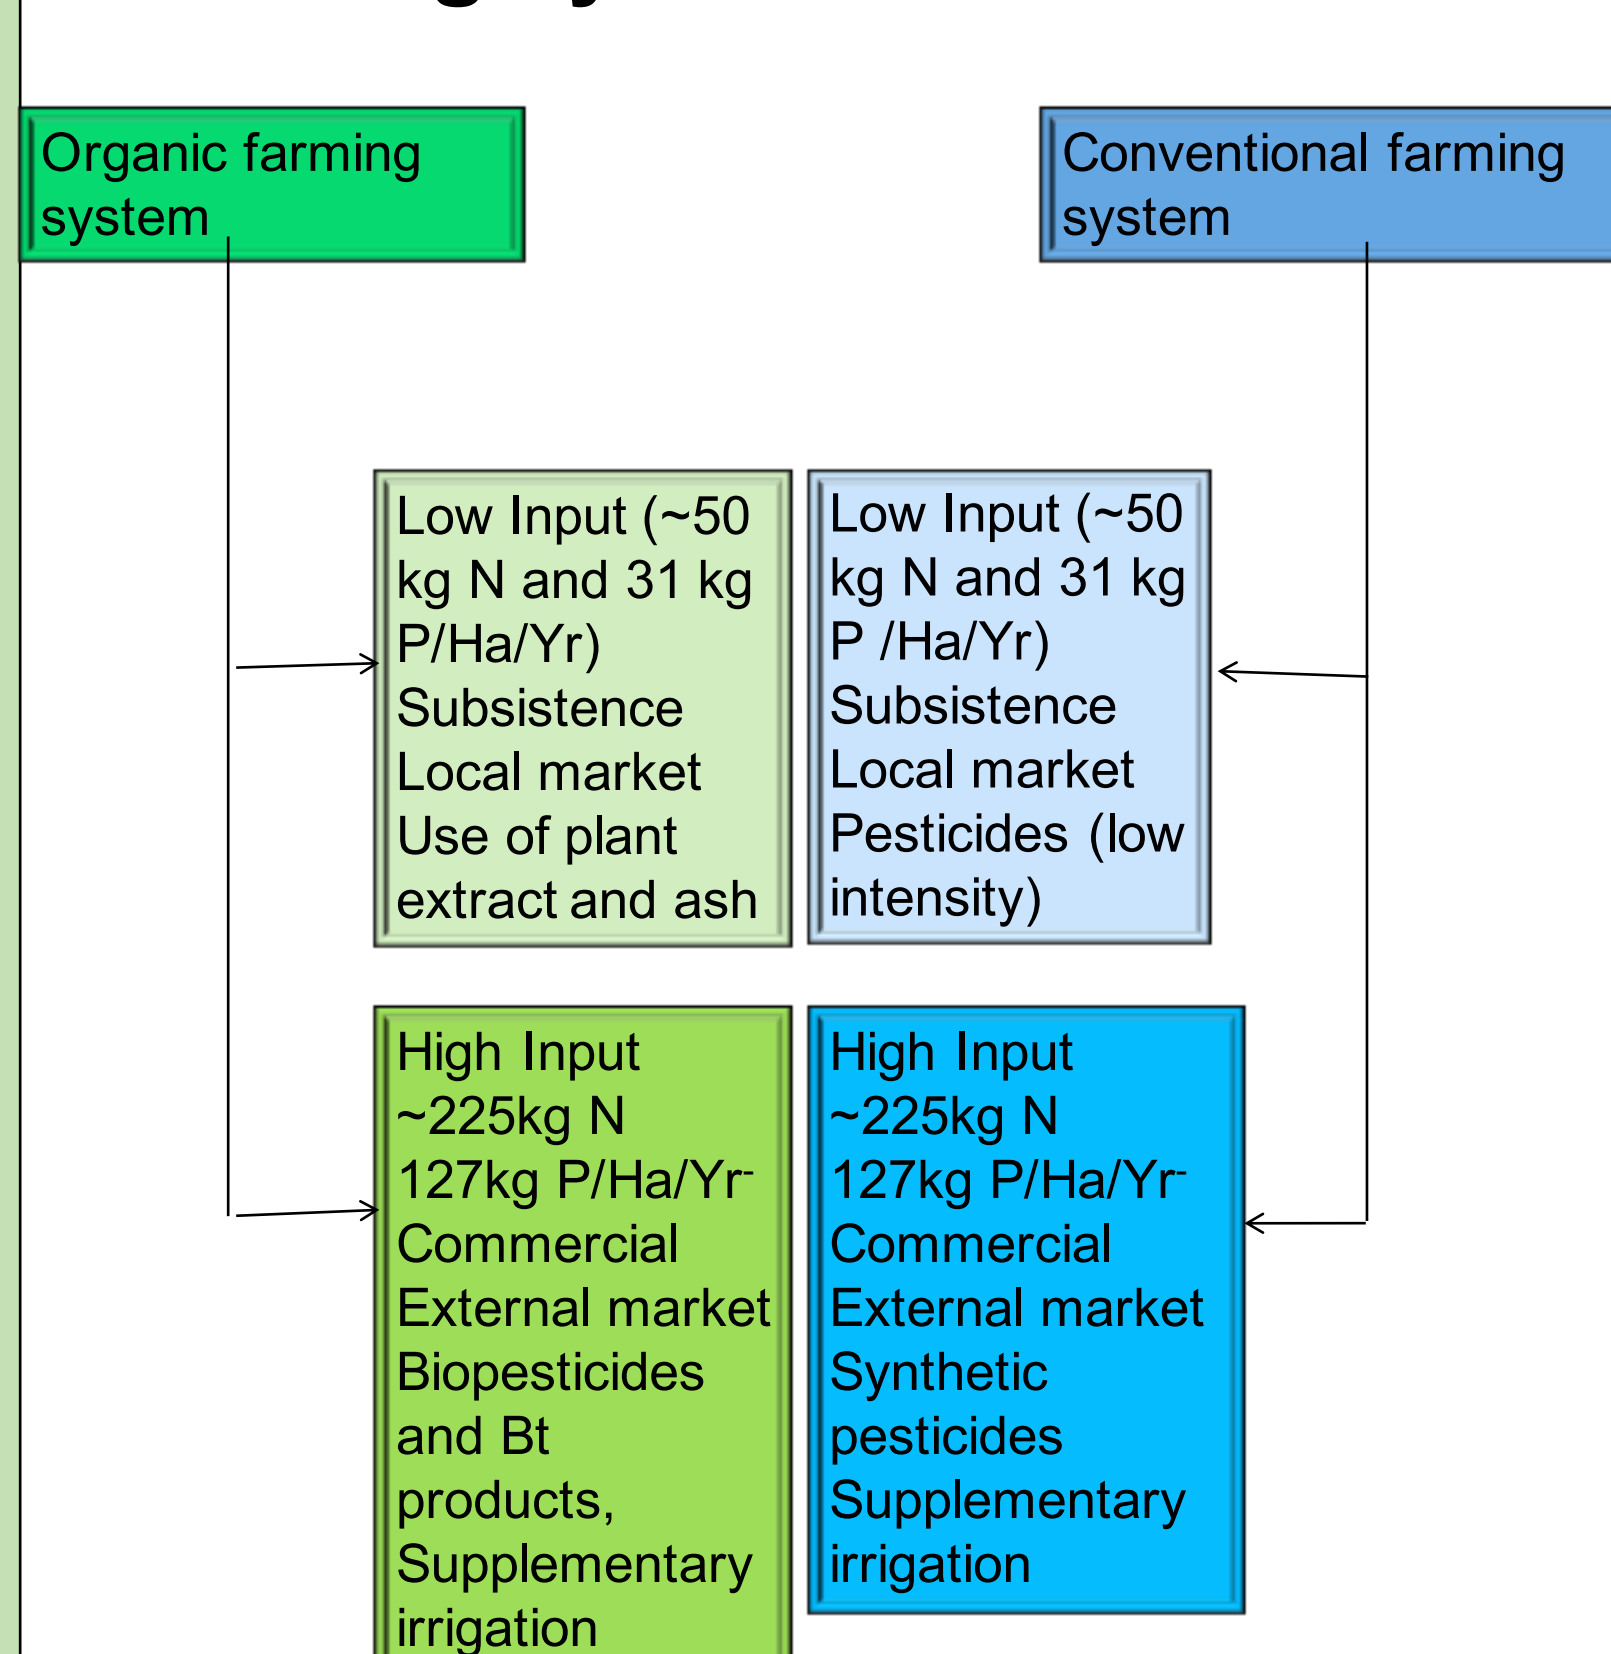 Organic farming
system
Conventional farming
system
Low Input (~50
kg N and 31 kg
P/Ha/Yr)
Subsistence
Local market
Use of plant
extract and ash
Low Input (~50
kg N and 31 kg
P /Ha/Yr)
Subsistence
Local market
Pesticides (low
intensity)
High Input
~225kg N
127kg P/Ha/Yr-
Commercial
External market
Biopesticides
and Bt
products,
Supplementary
irrigation
High Input
~225kg N
127kg P/Ha/Yr-
Commercial
External market
Synthetic
pesticides
Supplementary
irrigation